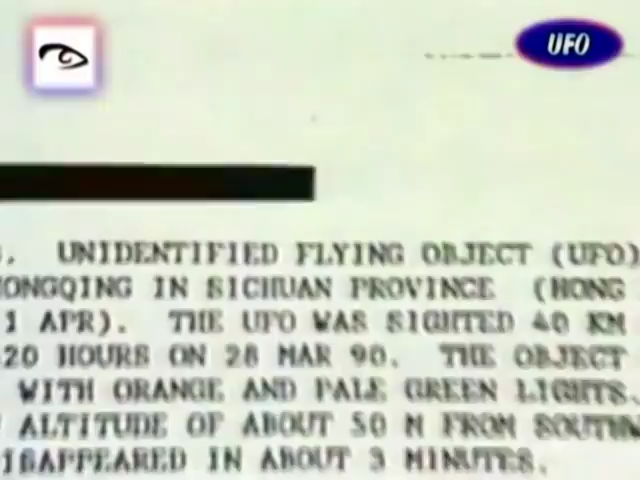 UFO
. UNIDENTIFIED FLYING OBJECT (UFO)
ONGQING IN SICHUAN PROVINCE (HONG
1 APR). THE UFO WAS SIGHTED 40 KM
20 HOURS ON 28 MAR 90. THE OBJECT
WITH ORANGE AND PALE GREEN LIGHTS.
ALTITUDE OF ABOUT 50 M FROM SOUTHW
ISAPPEARED IN ABOUT 3 MINUTES.